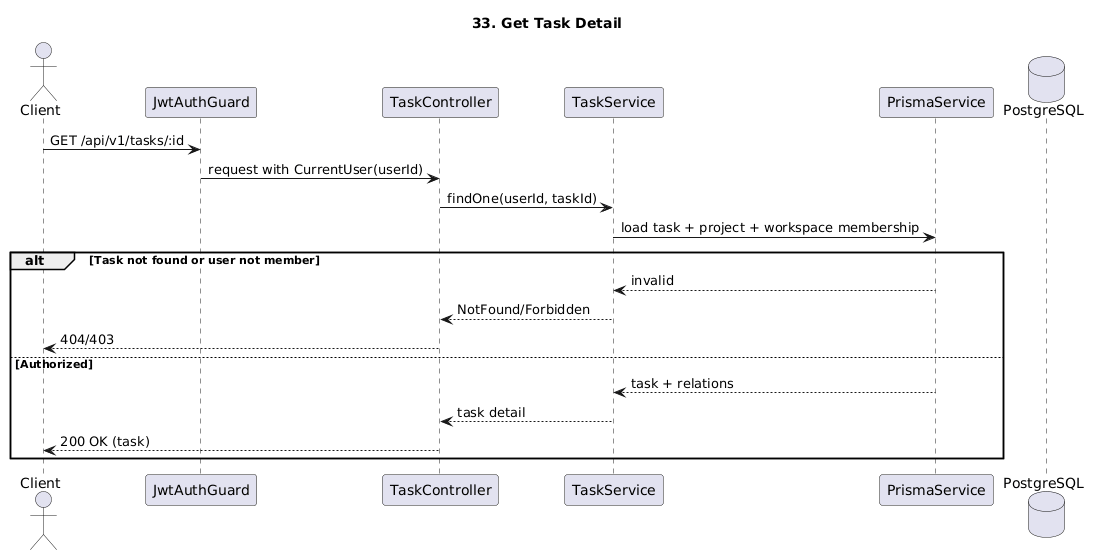 33. Get Task Detail
Client
JwtAuthGuard
TaskController
TaskService
PrismaService
PostgreSQL
GET /api/v1/tasks/:id
request with CurrentUser(userId)
findOne(userId, taskId)
load task + project + workspace membership
alt [Task not found or user not member]
invalid
NotFound/Forbidden
404/403
[Authorized]
task + relations
task detail
200 OK (task)
Client
JwtAuthGuard
TaskController
TaskService
PrismaService
PostgreSQL